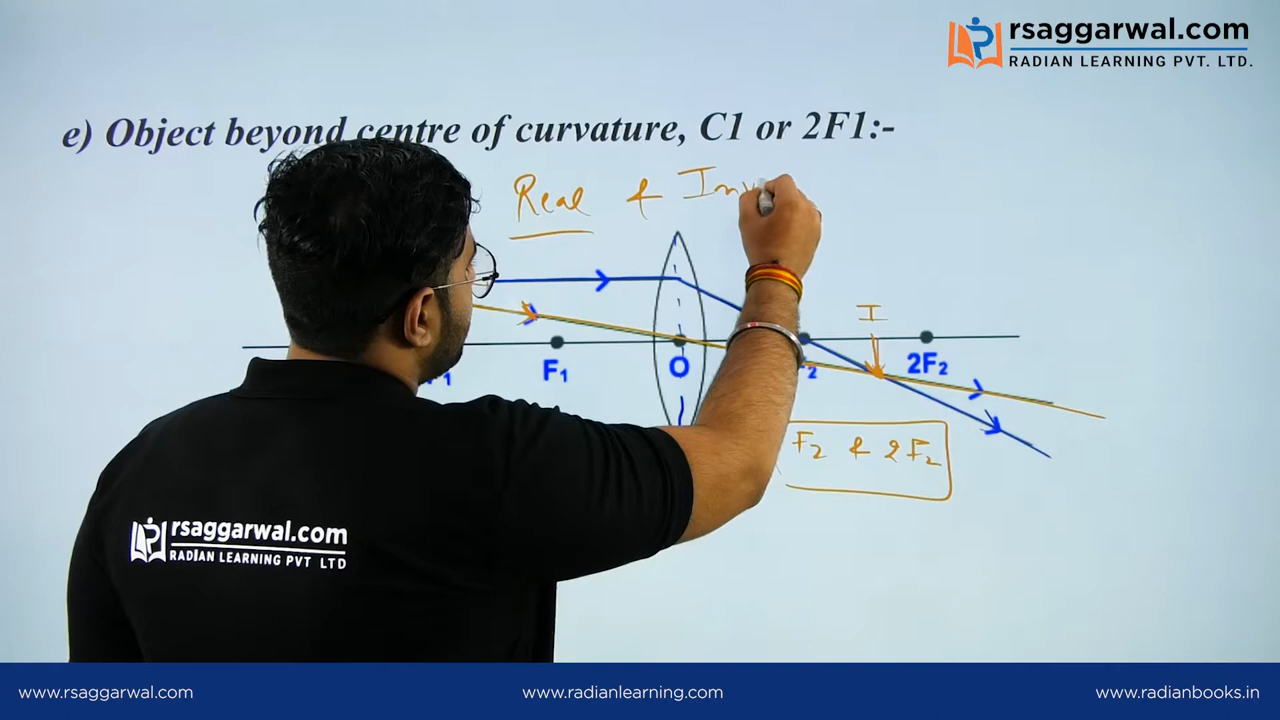 rsaggarwal.com
RADIAN LEARNING PVT. LTD.
e) Object beyond centre of curvature, C1 or 2F1:-
Real & Inv
I
F₁
O
2F₂
F₂ & 2F₂
rsaggarwal.com
RADIAN LEARNING PVT LTD
www.rsaggarwal.com
www.radianlearning.com
www.radianbooks.in